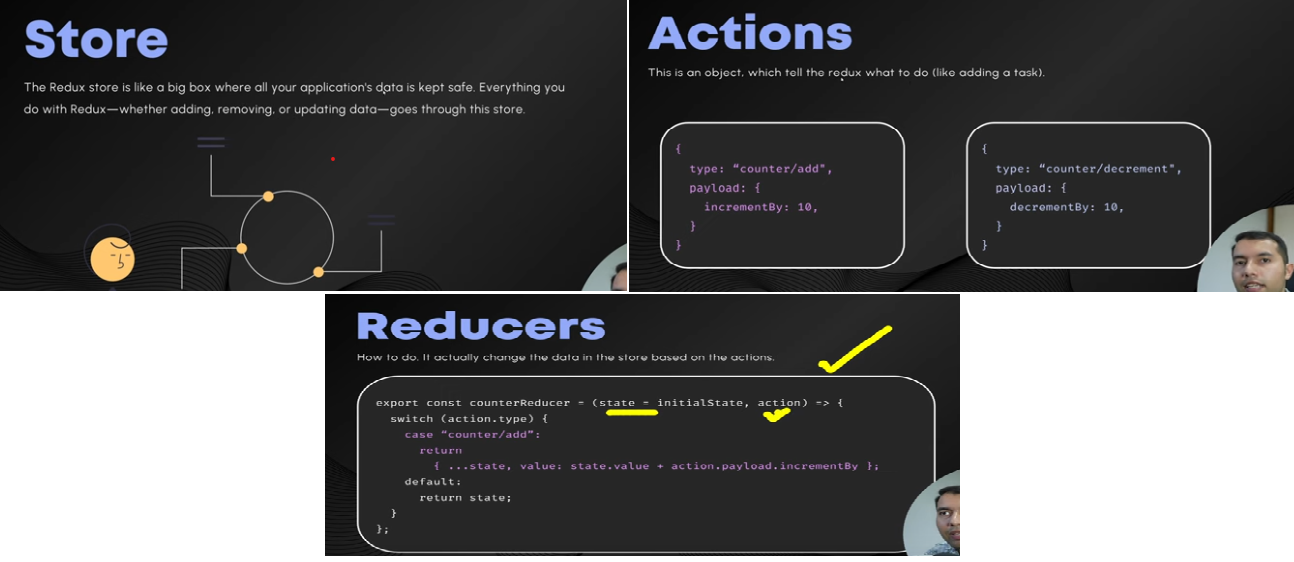 Store
The Redux store is like a big box where all your application's data is kept safe. Everything you
do with Redux—whether adding, removing, or updating data—goes through this store.
Actions
This is an object, which tell the redux what to do (like adding a task).
{
type: “counter/add",
payload: {
incrementBy: 10,
}
}
{
type: “counter/decrement",
payload: {
decrementBy: 10,
}
}
Reducers
How to do. It actually change the data in the store based on the actions.
export const counterReducer = (state = initialState, action) => {
switch (action.type) {
case “counter/add”:
return
{ ...state, value: state.value + action.payload.incrementBy };
default:
return state;
}
};